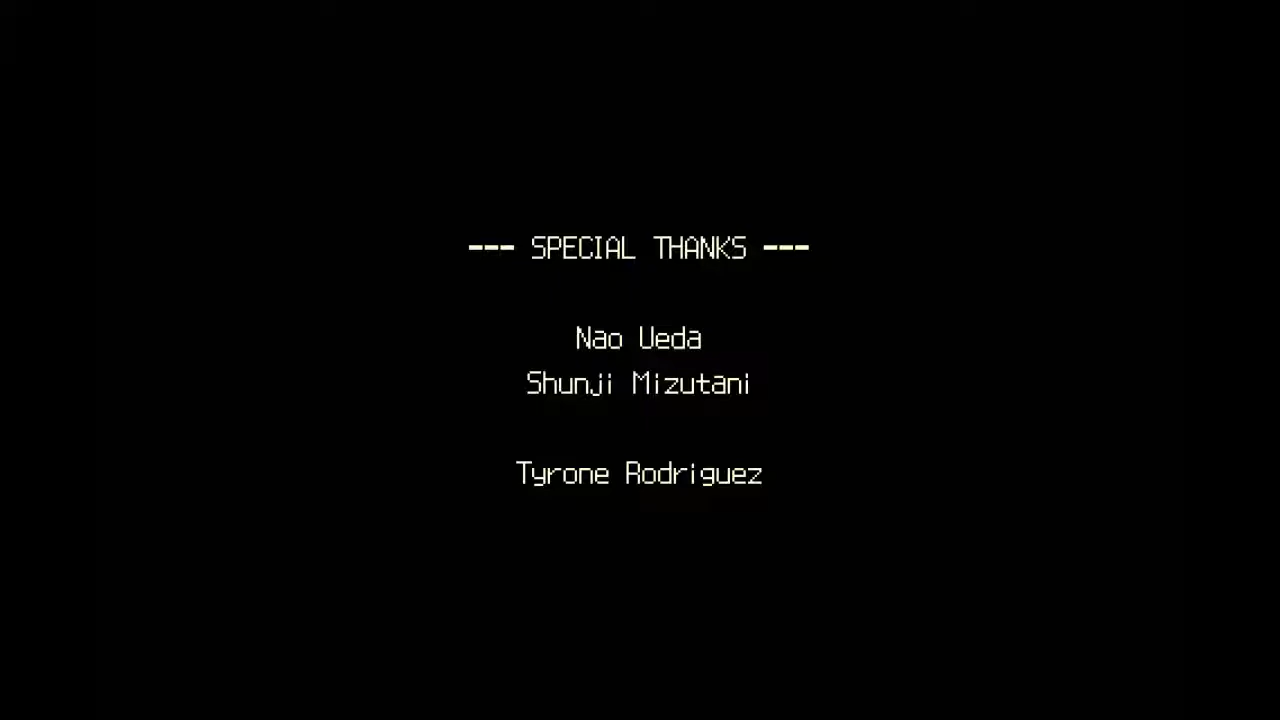 --- SPECIAL THANKS ---
Nao Ueda
Shunji Mizutani
Tyrone Rodriguez